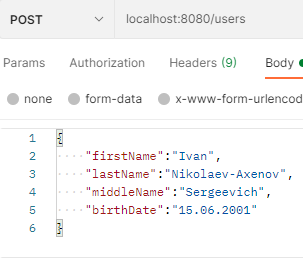 POST localhost:8080/users
Params Authorization Headers (9) Body
none form-data x-www-form-urlencod
1 {
2 "firstName":"Ivan",
3 "lastName":"Nikolaev-Axenov",
4 "middleName":"Sergeevich",
5 "birthDate":"15.06.2001"
6 }